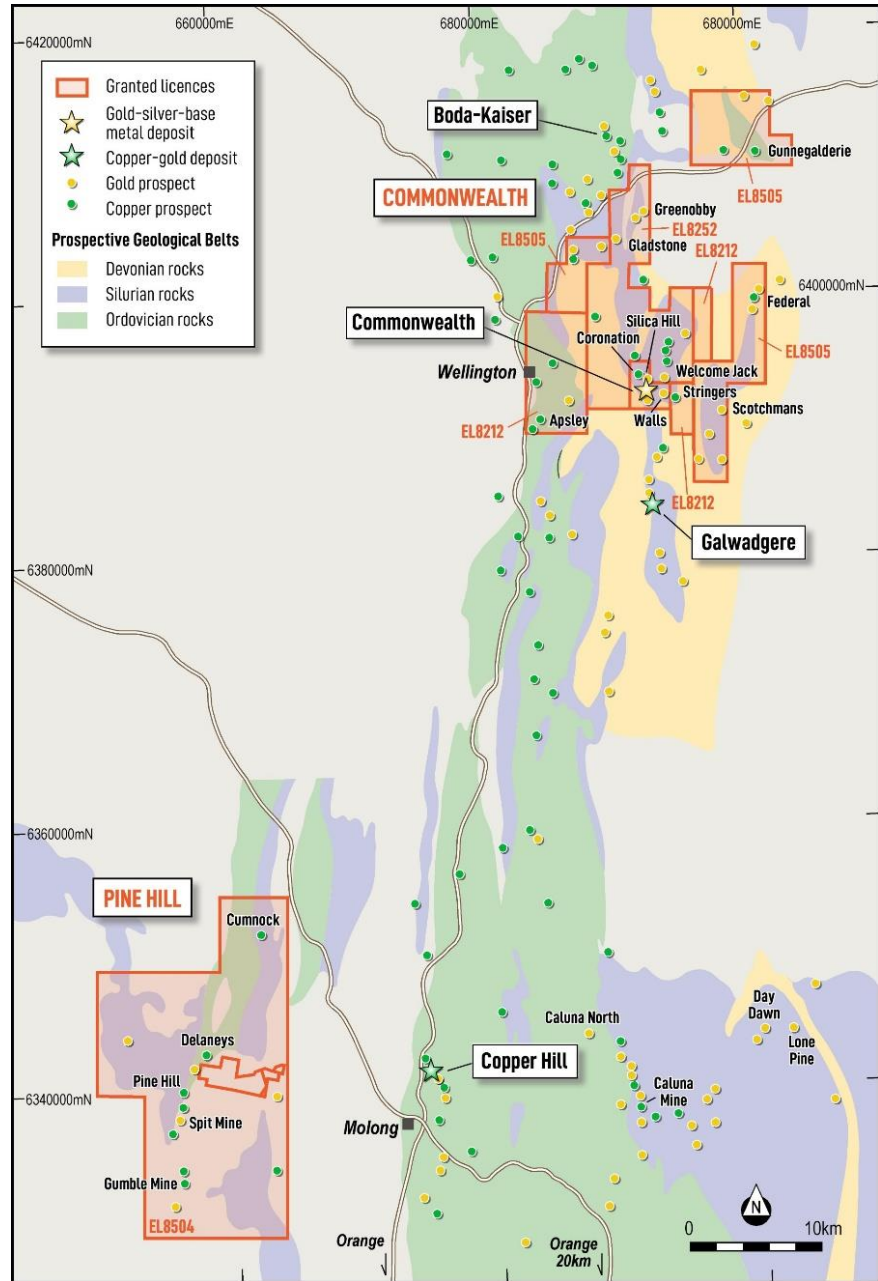 660000mE
680000mE
680000mE
6420000mN
Granted licences
Gold-silver-base
metal deposit
Copper-gold deposit
Gold prospect
Copper prospect
Prospective Geological Belts
Devonian rocks
Silurian rocks
Ordovician rocks
Boda-Kaiser
Gunnegalderie
EL8505
COMMONWEALTH
Greenobby
EL8252
Gladstone
EL8505
EL8212
6400000mN
Federal
Commonwealth
Silica Hill
Coronation
EL8505
Wellington
Welcome Jack
Stringers
Scotchmans
Walls
Apsley
EL8212
EL8212
Galwadgere
6380000mN
6360000mN
PINE HILL
Cumnock
Day
Dawn
Lone
Pine
Caluna North
Delaneys
Copper Hill
Pine Hill
Caluna
Mine
6340000mN
Spit Mine
Molong
Gumble Mine
EL8504
N
0
10km
Orange
Orange
20km